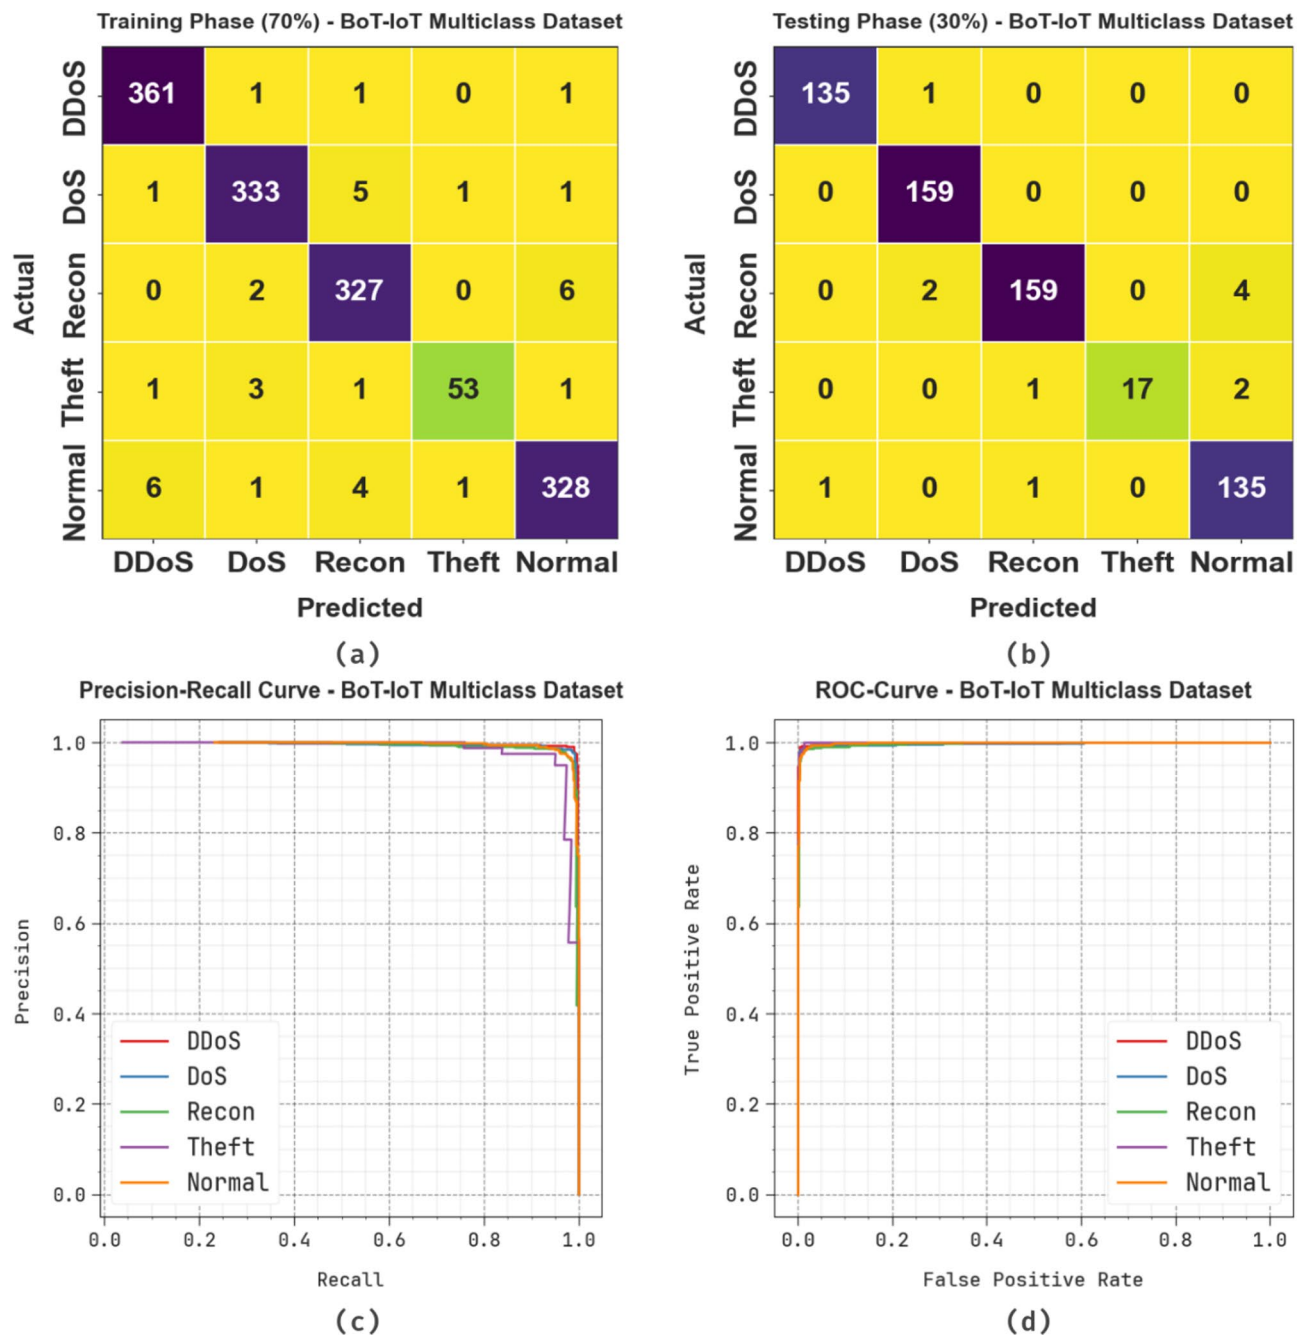 Training Phase (70%) - BoT-IoT Multiclass Dataset
Actual
DDoS 361 1 1 0 1
DoS 1 333 5 1 1
Recon 0 2 327 0 6
Theft 1 3 1 53 1
Normal 6 1 4 1 328
DDoS DoS Recon Theft Normal
Predicted
(a)
Testing Phase (30%) - BoT-IoT Multiclass Dataset
Actual
DDoS 135 1 0 0 0
DoS 0 159 0 0 0
Recon 0 2 159 0 4
Theft 0 0 1 17 2
Normal 1 0 1 0 135
DDoS DoS Recon Theft Normal
Predicted
(b)
Precision-Recall Curve - BoT-IoT Multiclass Dataset
Precision
1.0
0.8
0.6
0.4
0.2
0.0
DDoS
DoS
Recon
Theft
Normal
0.0 0.2 0.4 0.6 0.8 1.0
Recall
(c)
ROC-Curve - BoT-IoT Multiclass Dataset
True Positive Rate
1.0
0.8
0.6
0.4
0.2
0.0
DDoS
DoS
Recon
Theft
Normal
0.0 0.2 0.4 0.6 0.8 1.0
False Positive Rate
(d)